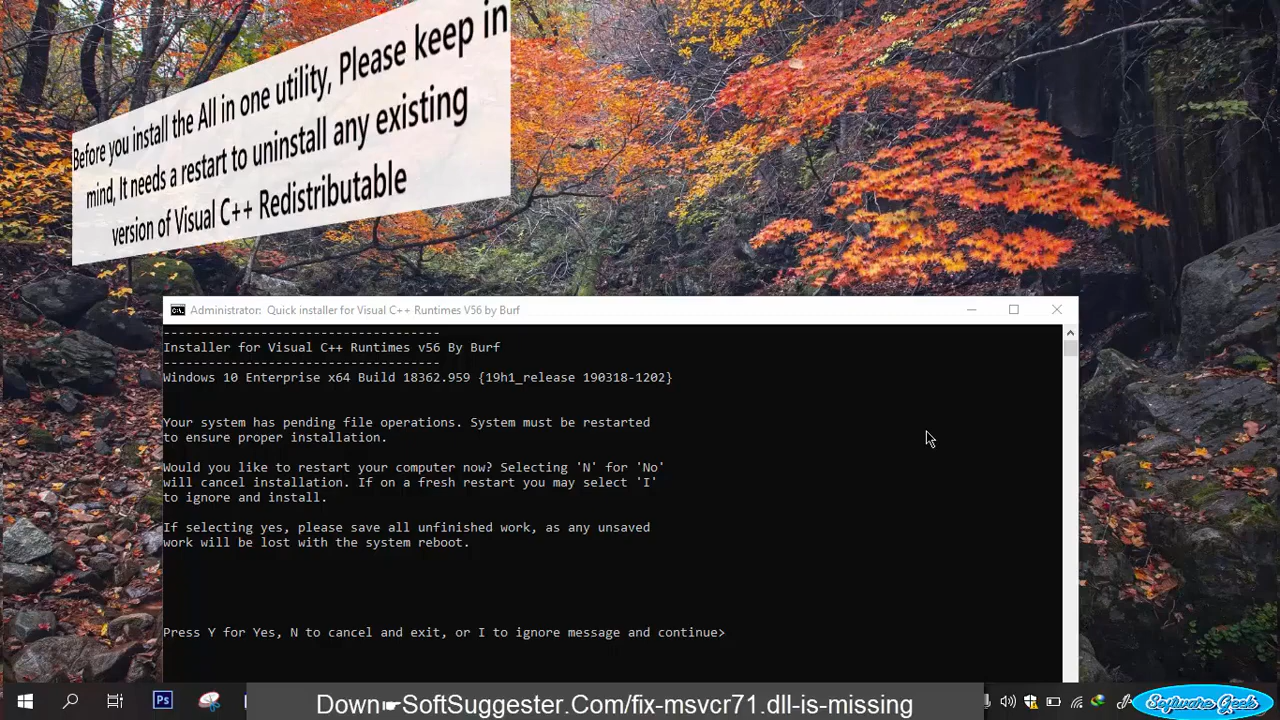 Before you install the All in one utility, Please keep in
mind, It needs a restart to uninstall any existing
version of Visual C++ Redistributable
Administrator:  Quick installer for Visual C++ Runtimes V56 by Burf
-------------------------------------
Installer for Visual C++ Runtimes v56 By Burf
-------------------------------------
Windows 10 Enterprise x64 Build 18362.959 {19h1_release 190318-1202}
Your system has pending file operations. System must be restarted
to ensure proper installation.
Would you like to restart your computer now? Selecting 'N' for 'No'
will cancel installation. If on a fresh restart you may select 'I'
to ignore and install.
If selecting yes, please save all unfinished work, as any unsaved
work will be lost with the system reboot.
Press Y for Yes, N to cancel and exit, or I to ignore message and continue>
Ps
Down☛SoftSuggester.Com/fix-msvcr71.dll-is-missing
Software Geek